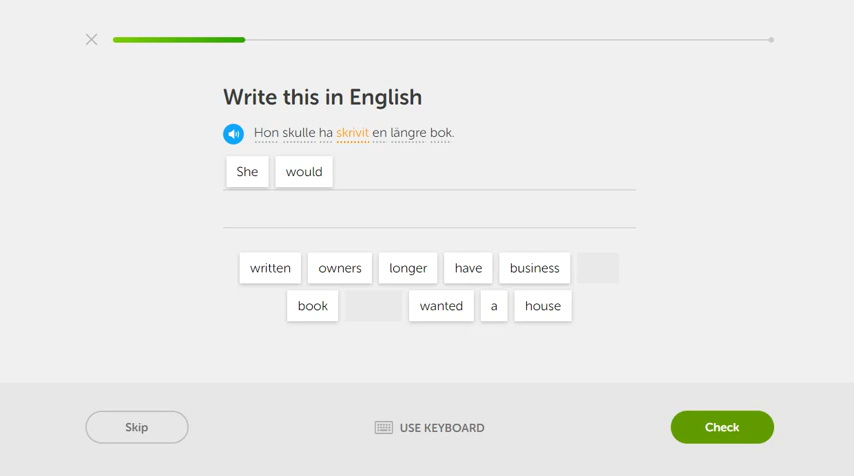 Write this in English
Hon skulle ha skrivit en längre bok.
She would
written owners longer have business
book wanted a house
Skip USE KEYBOARD Check